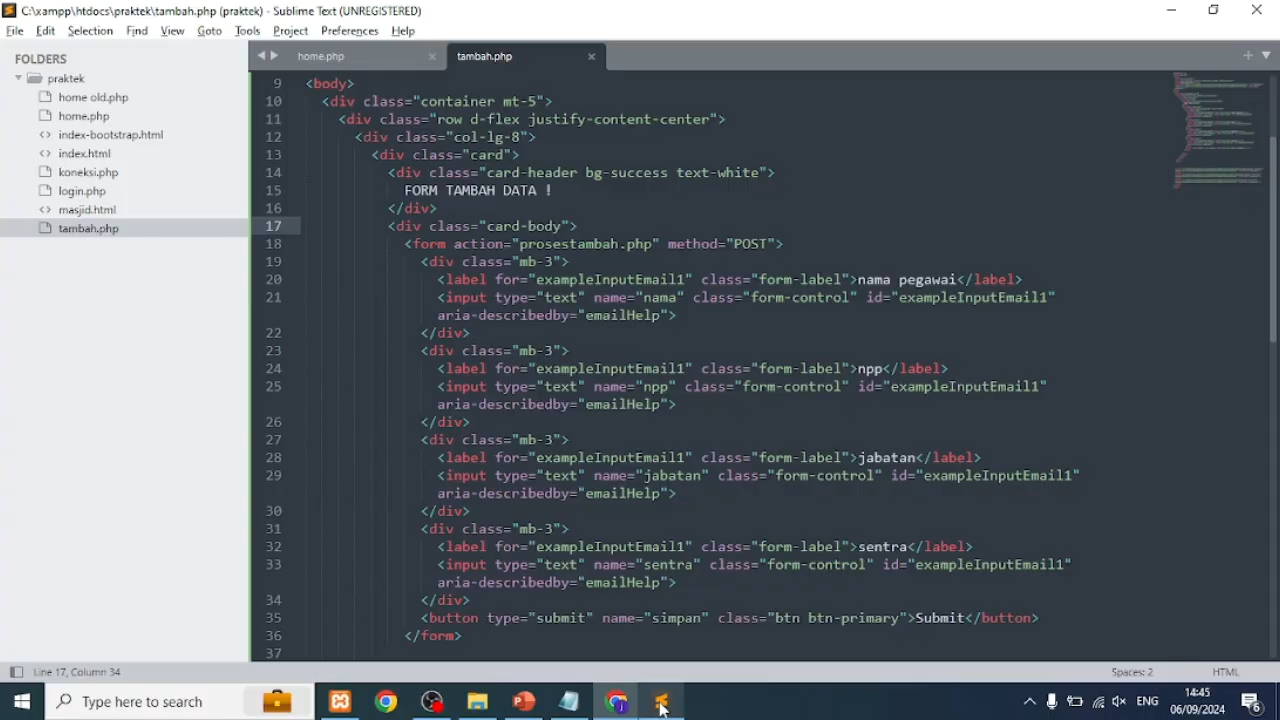 C:\xampp\htdocs\praktek\tambah.php (praktek) - Sublime Text (UNREGISTERED)
File Edit Selection Find View Goto Tools Project Preferences Help
FOLDERS
praktek
home old.php
home.php
index-bootstrap.html
index.html
koneksi.php
login.php
masjid.html
tambah.php
home.php tambah.php
9 <body>
10 <div class="container mt-5">
11 <div class="row d-flex justify-content-center">
12 <div class="col-lg-8">
13 <div class="card">
14 <div class="card-header bg-success text-white">
15 FORM TAMBAH DATA !
16 </div>
17 <div class="card-body">
18 <form action="prosestambah.php" method="POST">
19 <div class="mb-3">
20 <label for="exampleInputEmail1" class="form-label">nama pegawai</label>
21 <input type="text" name="nama" class="form-control" id="exampleInputEmail1"
aria-describedby="emailHelp">
22 </div>
23 <div class="mb-3">
24 <label for="exampleInputEmail1" class="form-label">npp</label>
25 <input type="text" name="npp" class="form-control" id="exampleInputEmail1"
aria-describedby="emailHelp">
26 </div>
27 <div class="mb-3">
28 <label for="exampleInputEmail1" class="form-label">jabatan</label>
29 <input type="text" name="jabatan" class="form-control" id="exampleInputEmail1"
aria-describedby="emailHelp">
30 </div>
31 <div class="mb-3">
32 <label for="exampleInputEmail1" class="form-label">sentra</label>
33 <input type="text" name="sentra" class="form-control" id="exampleInputEmail1"
aria-describedby="emailHelp">
34 </div>
35 <button type="submit" name="simpan" class="btn btn-primary">Submit</button>
36 </form>
37
Line 17, Column 34 Spaces: 2 HTML
Type here to search ENG 14:45
06/09/2024 6